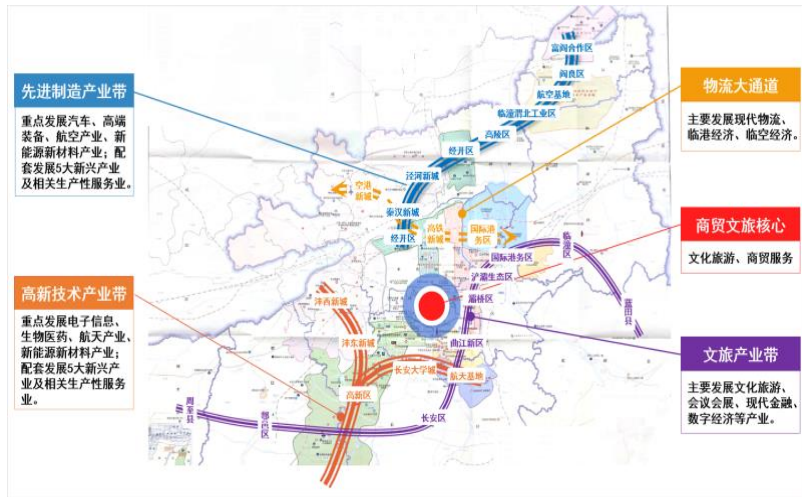 先进制造产业带
重点发展汽车、高端
装备、航空产业、新
能源新材料产业；配
套发展5大新兴产业
及相关生产性服务业。
高新技术产业带
重点发展电子信息、
生物医药、航天产业、
新能源新材料产业；
配套发展5大新兴产
业及相关生产性服务
业。
富阎合作区
阎良区
航空基地
临潼渭北工业区
高陵区
经开区
泾河新城
空港
新城
秦汉新城
经开区
高铁
新城
国际港
务区
国际港务区
临潼区
浐灞生态区
灞桥区
蓝田县
沣西新城
沣东新城
曲江新区
长安大学城
航天基地
高新区
长安区
周至县
鄠邑区
物流大通道
主要发展现代物流、
临港经济、临空经济。
商贸文旅核心
文化旅游、商贸服务
文旅产业带
主要发展文化旅游、
会议会展、现代金融、
数字经济等产业。